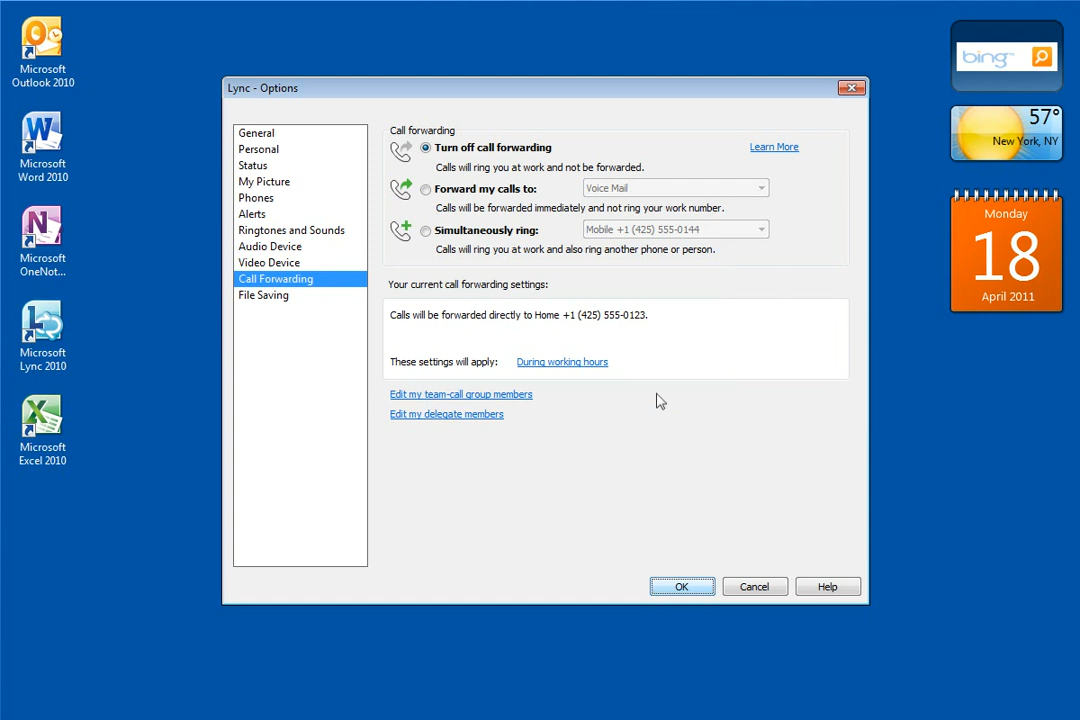 Microsoft
Outlook 2010
Microsoft
Word 2010
Microsoft
OneNot...
Microsoft
Lync 2010
Microsoft
Excel 2010
Lync - Options
General
Personal
Status
My Picture
Phones
Alerts
Ringtones and Sounds
Audio Device
Video Device
Call Forwarding
File Saving
Call forwarding
Turn off call forwarding
Learn More
Calls will ring you at work and not be forwarded.
Forward my calls to:
Voice Mail
Calls will be forwarded immediately and not ring your work number.
Simultaneously ring:
Mobile +1 (425) 555-0144
Calls will ring you at work and also ring another phone or person.
Your current call forwarding settings:
Calls will be forwarded directly to Home +1 (425) 555-0123.
These settings will apply: During working hours
Edit my team-call group members
Edit my delegate members
OK
Cancel
Help
bing™
57°
New York, NY
Monday
18
April 2011